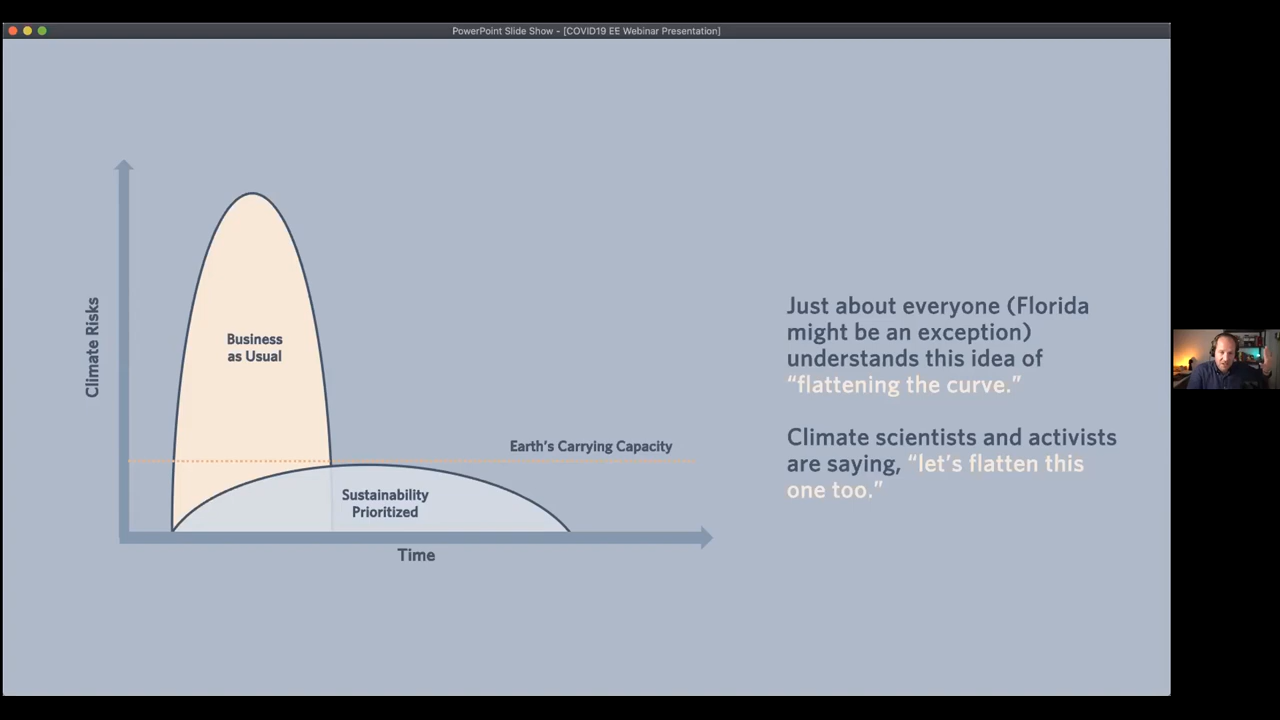 PowerPoint Slide Show - [COVID19 EE Webinar Presentation]
Climate Risks
Business
as Usual
Earth’s Carrying Capacity
Sustainability
Prioritized
Time
Just about everyone (Florida
might be an exception)
understands this idea of
“flattening the curve.”
Climate scientists and activists
are saying, “let’s flatten this
one too.”